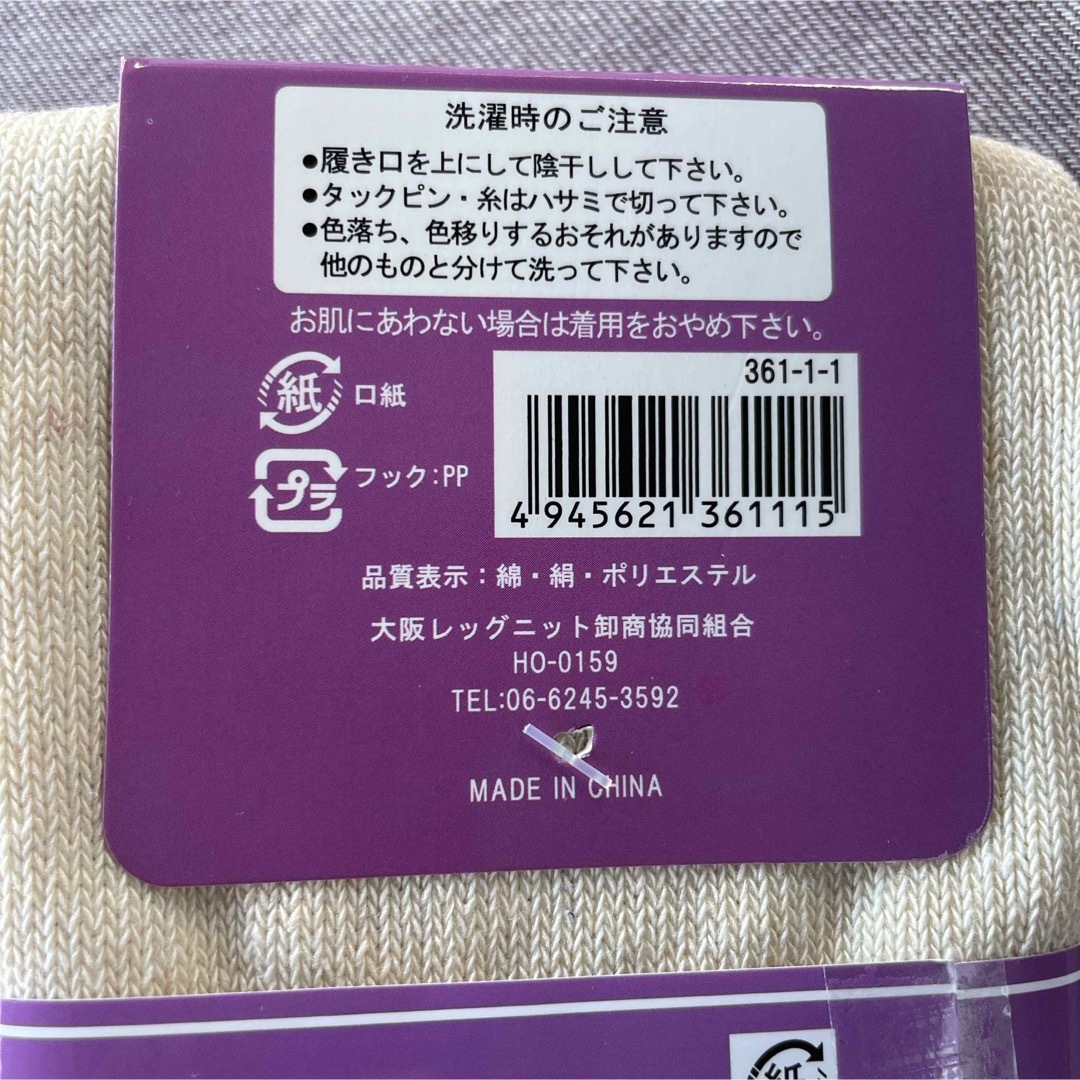 洗濯時のご注意
●履き口を上にして陰干しして下さい。
●タックピン・糸はハサミで切って下さい。
●色落ち、色移りするおそれがありますので
他のものと分けて洗って下さい。
お肌にあわない場合は着用をおやめ下さい。
紙 口紙
361-1-1
プラ フック:PP
4 945621 361115
品質表示:綿・絹・ポリエステル
大阪レッグニット卸商協同組合
HO-0159
TEL:06-6245-3592
MADE IN CHINA
紙